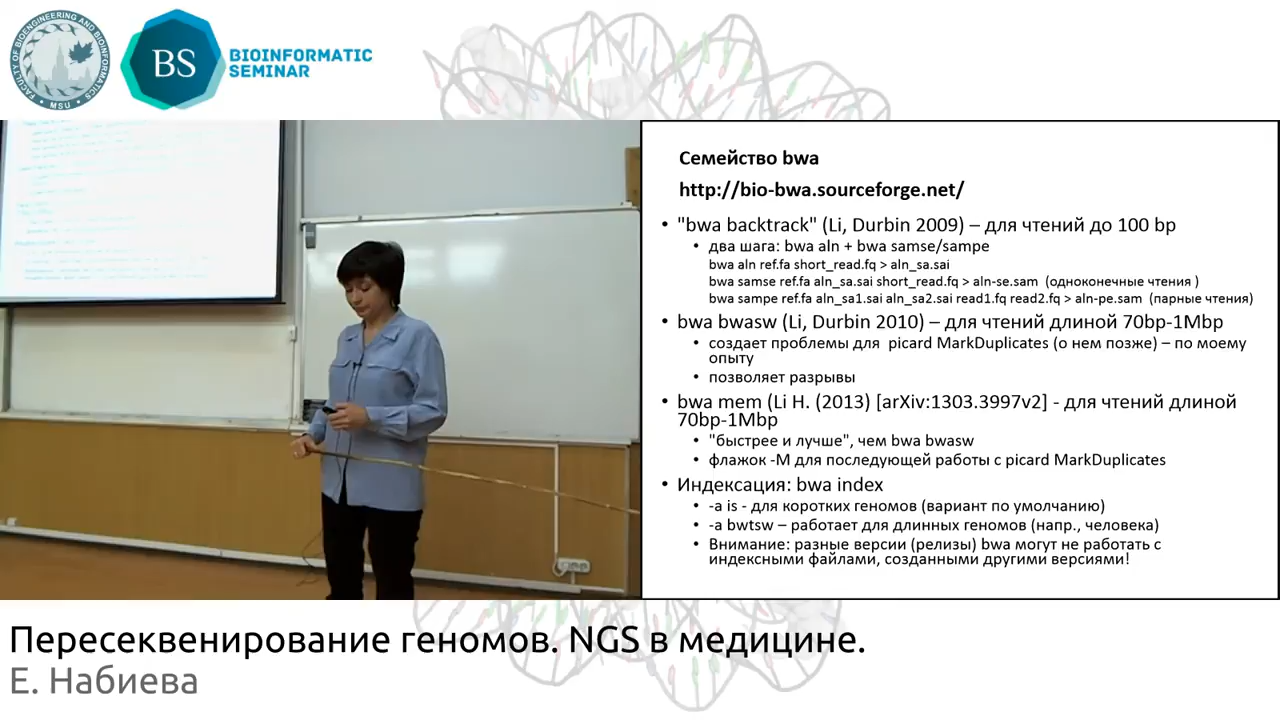 FACULTY OF BIOENGINEERING AND BIOINFORMATICS
• MSU •
BS
BIOINFORMATIC
SEMINAR
Семейство bwa
http://bio-bwa.sourceforge.net/
• "bwa backtrack" (Li, Durbin 2009) – для чтений до 100 bp
• два шага: bwa aln + bwa samse/sampe
bwa aln ref.fa short_read.fq > aln_sa.sai
bwa samse ref.fa aln_sa.sai short_read.fq > aln-se.sam (одноконечные чтения )
bwa sampe ref.fa aln_sa1.sai aln_sa2.sai read1.fq read2.fq > aln-pe.sam (парные чтения)
• bwa bwasw (Li, Durbin 2010) – для чтений длиной 70bp-1Mbp
• создает проблемы для picard MarkDuplicates (о нем позже) – по моему
опыту
• позволяет разрывы
• bwa mem (Li H. (2013) [arXiv:1303.3997v2] - для чтений длиной
70bp-1Mbp
• "быстрее и лучше", чем bwa bwasw
• флажок -M для последующей работы с picard MarkDuplicates
• Индексация: bwa index
• -a is - для коротких геномов (вариант по умолчанию)
• -a bwtsw – работает для длинных геномов (напр., человека)
• Внимание: разные версии (релизы) bwa могут не работать с
индексными файлами, созданными другими версиями!
Пересеквенирование геномов. NGS в медицине.
Е. Набиева